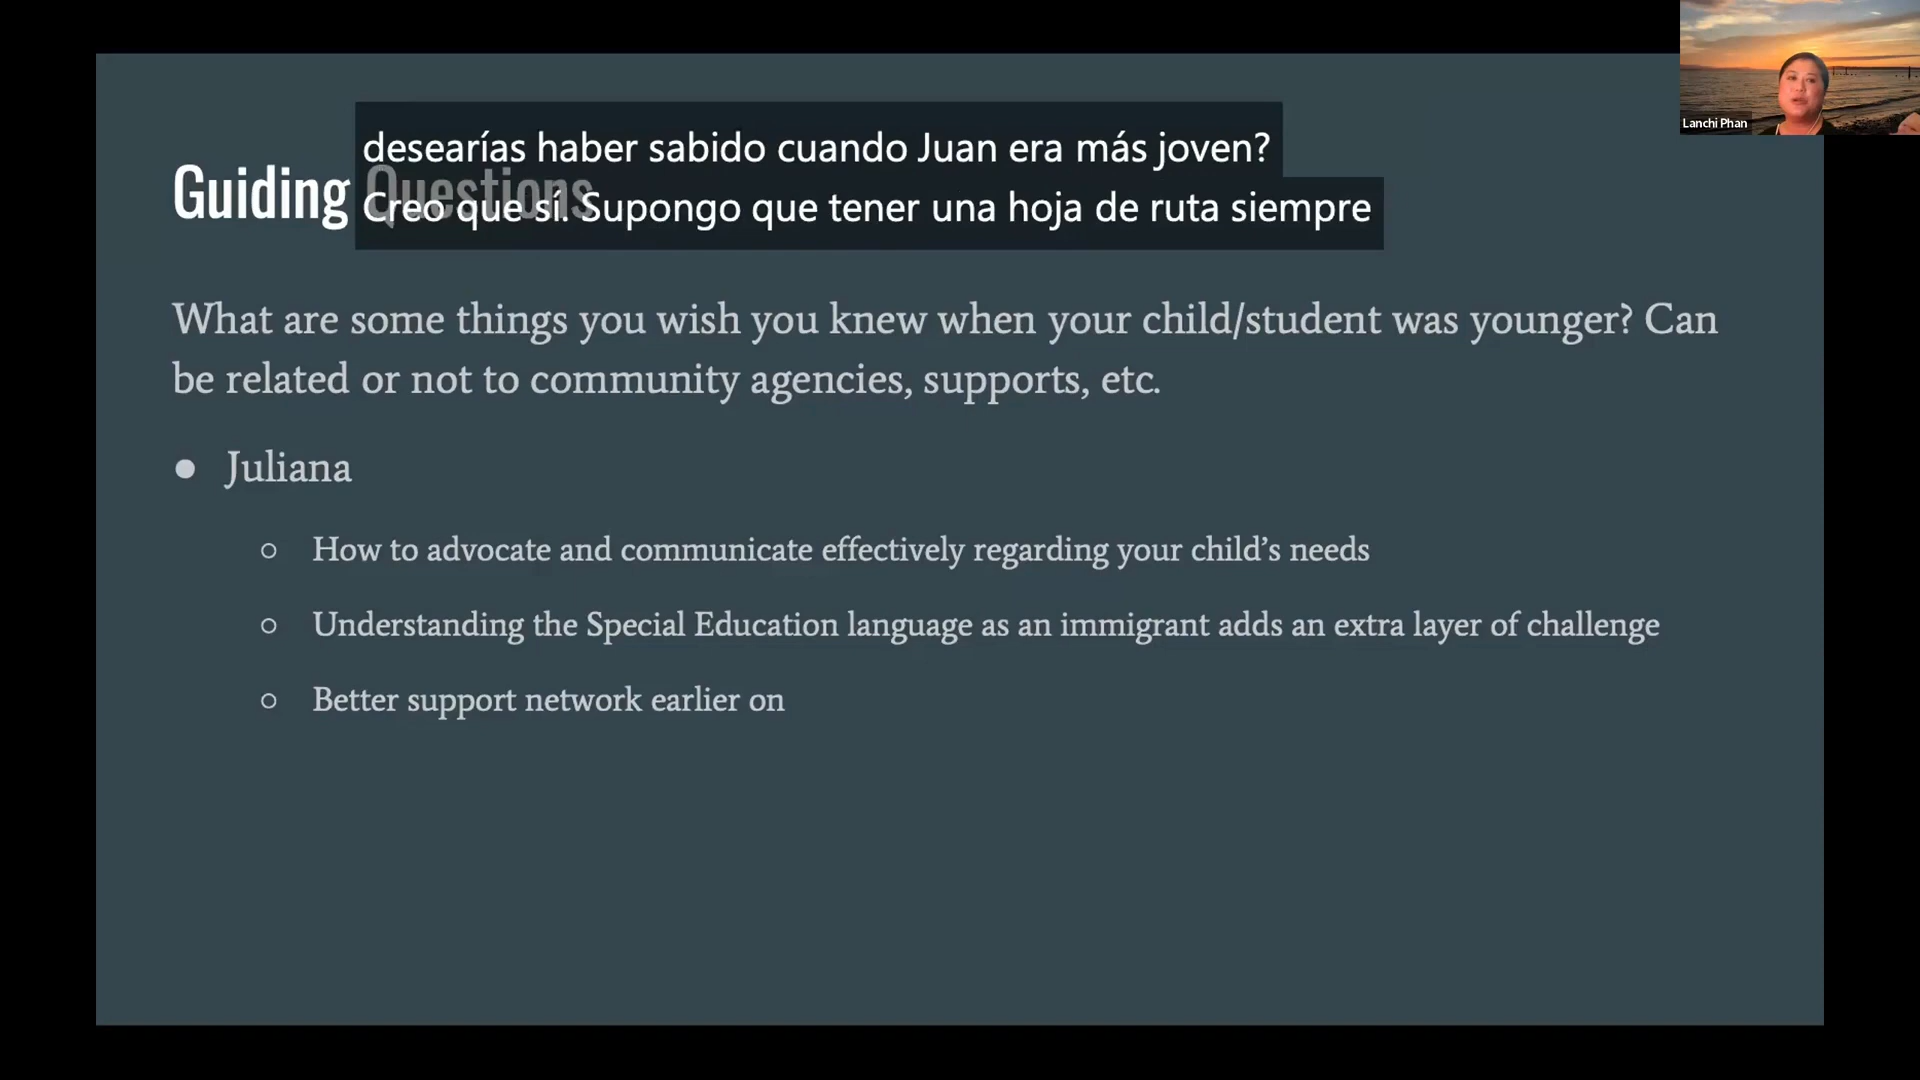 Lanchi Phan
desearías haber sabido cuando Juan era más joven?
Guiding Questions
Creo que sí. Supongo que tener una hoja de ruta siempre
What are some things you wish you knew when your child/student was younger? Can
be related or not to community agencies, supports, etc.
● Juliana
○ How to advocate and communicate effectively regarding your child’s needs
○ Understanding the Special Education language as an immigrant adds an extra layer of challenge
○ Better support network earlier on